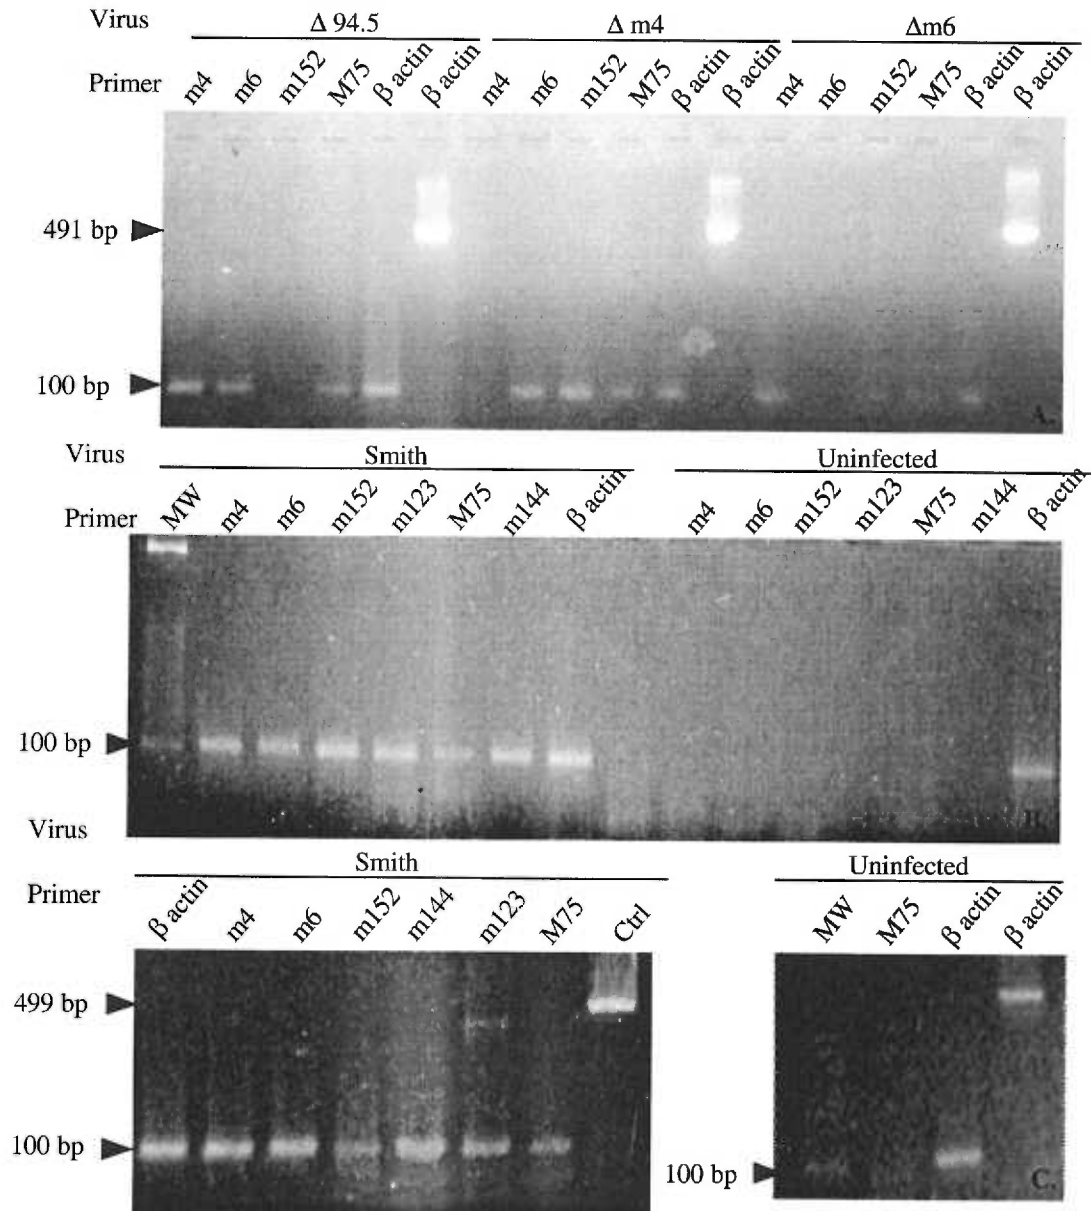 Virus Δ 94.5 Δ m4 Δm6
Primer m4 m6 m152 M75 β actin β actin m4 m6 m152 M75 β actin β actin m4 m6 m152 M75 β actin β actin
491 bp
100 bp
A.
Virus Smith Uninfected
Primer MW m4 m6 m152 m123 M75 m144 β actin m4 m6 m152 m123 M75 m144 β actin
100 bp
B.
Virus
Smith Uninfected
Primer β actin m4 m6 m152 m144 m123 M75 Ctrl MW M75 β actin β actin
499 bp
100 bp
100 bp
C.